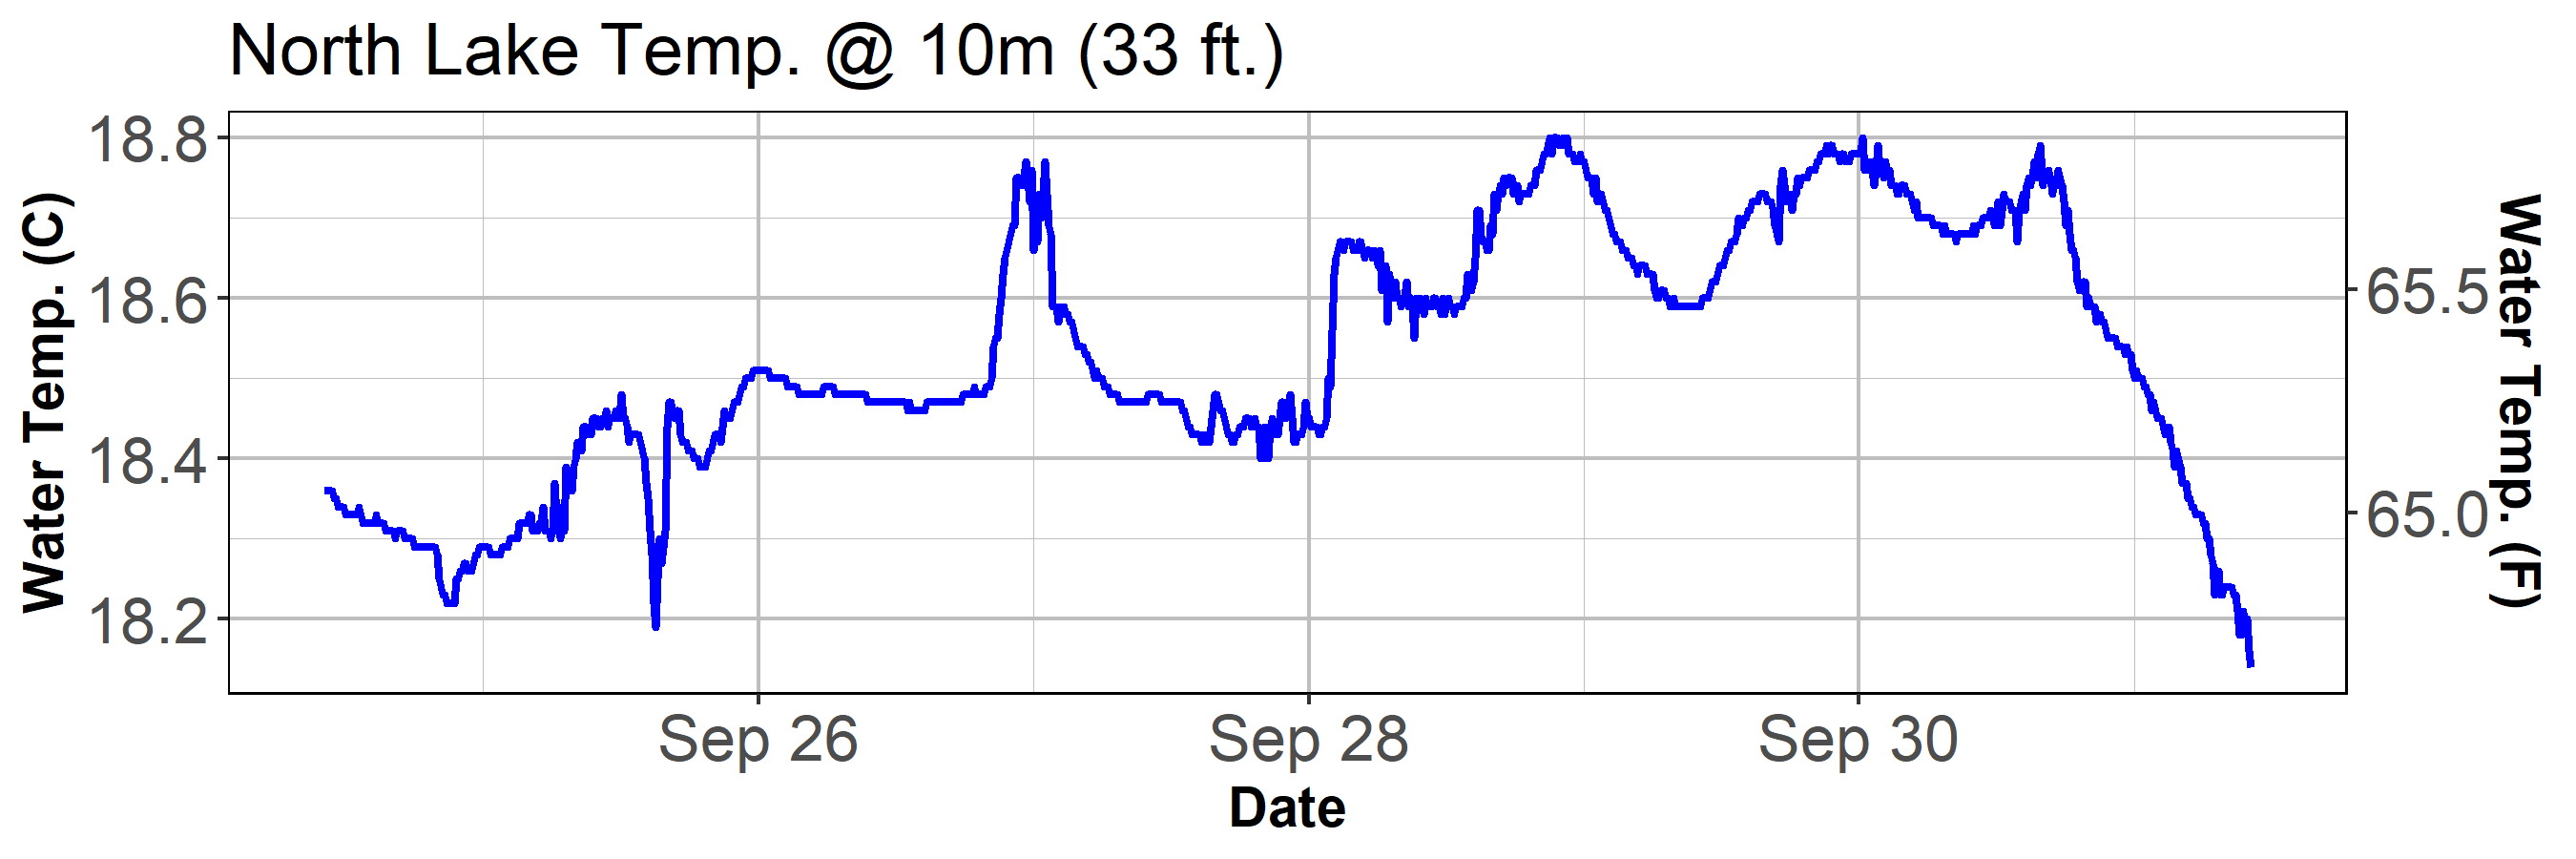 North Lake Temp. @ 10m (33 ft.)
Water Temp. (C)
18.8
18.6
18.4
18.2
65.5
65.0
Water Temp. (F)
Sep 26
Sep 28
Sep 30
Date